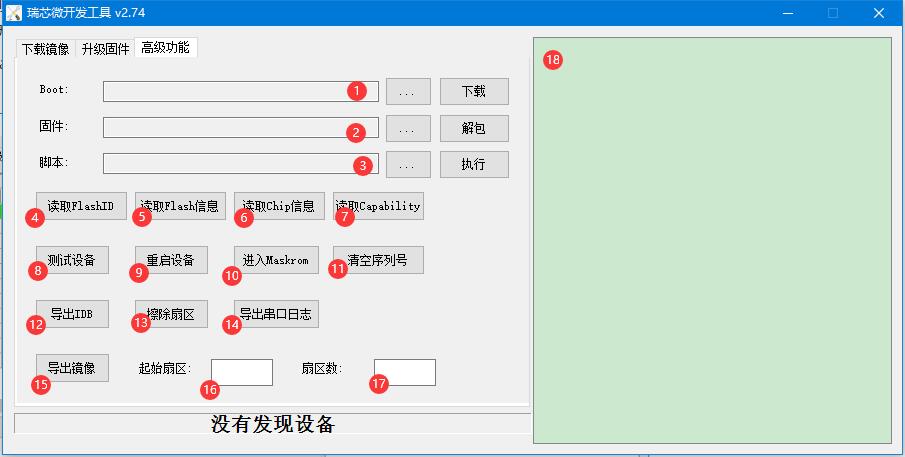 瑞芯微开发工具 v2.74
下载镜像 升级固件 高级功能
18
Boot: 1 ... 下载
固件: 2 ... 解包
脚本: 3 ... 执行
读取FlashID 读取Flash信息 读取Chip信息 读取Capability
4 5 6 7
测试设备 重启设备 进入Maskrom 清空序列号
8 9 10 11
导出IDB 擦除扇区 导出串口日志
12 13 14
导出镜像 起始扇区: 扇区数:
15 16 17
没有发现设备